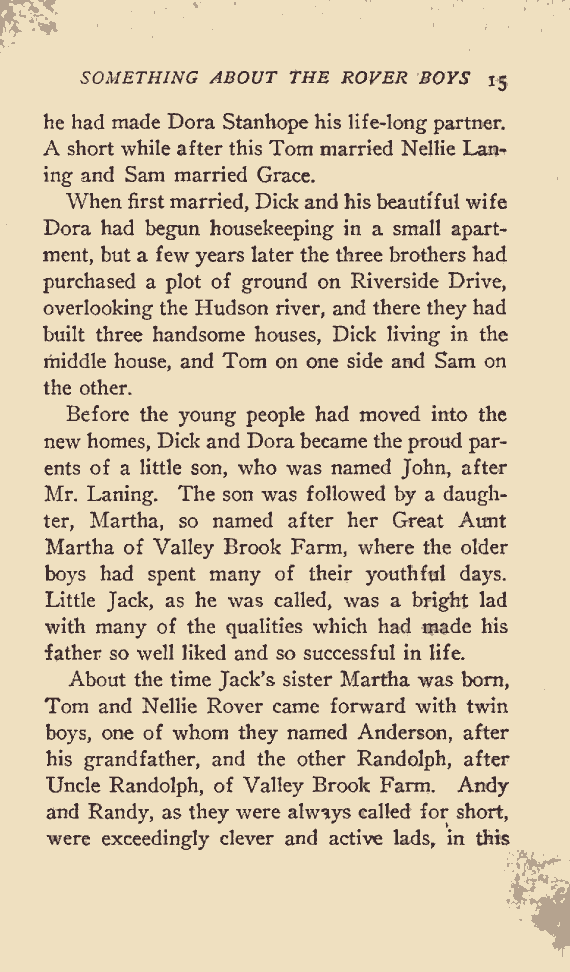 SOMETHING ABOUT THE ROVER BOYS 15
he had made Dora Stanhope his life-long partner.
A short while after this Tom married Nellie Lan-
ing and Sam married Grace.
When first married, Dick and his beautiful wife
Dora had begun housekeeping in a small apart-
ment, but a few years later the three brothers had
purchased a plot of ground on Riverside Drive,
overlooking the Hudson river, and there they had
built three handsome houses, Dick living in the
middle house, and Tom on one side and Sam on
the other.
Before the young people had moved into the
new homes, Dick and Dora became the proud par-
ents of a little son, who was named John, after
Mr. Laning. The son was followed by a daugh-
ter, Martha, so named after her Great Aunt
Martha of Valley Brook Farm, where the older
boys had spent many of their youthful days.
Little Jack, as he was called, was a bright lad
with many of the qualities which had made his
father so well liked and so successful in life.
About the time Jack's sister Martha was born,
Tom and Nellie Rover came forward with twin
boys, one of whom they named Anderson, after
his grandfather, and the other Randolph, after
Uncle Randolph, of Valley Brook Farm. Andy
and Randy, as they were always called for short,
were exceedingly clever and active lads, in this